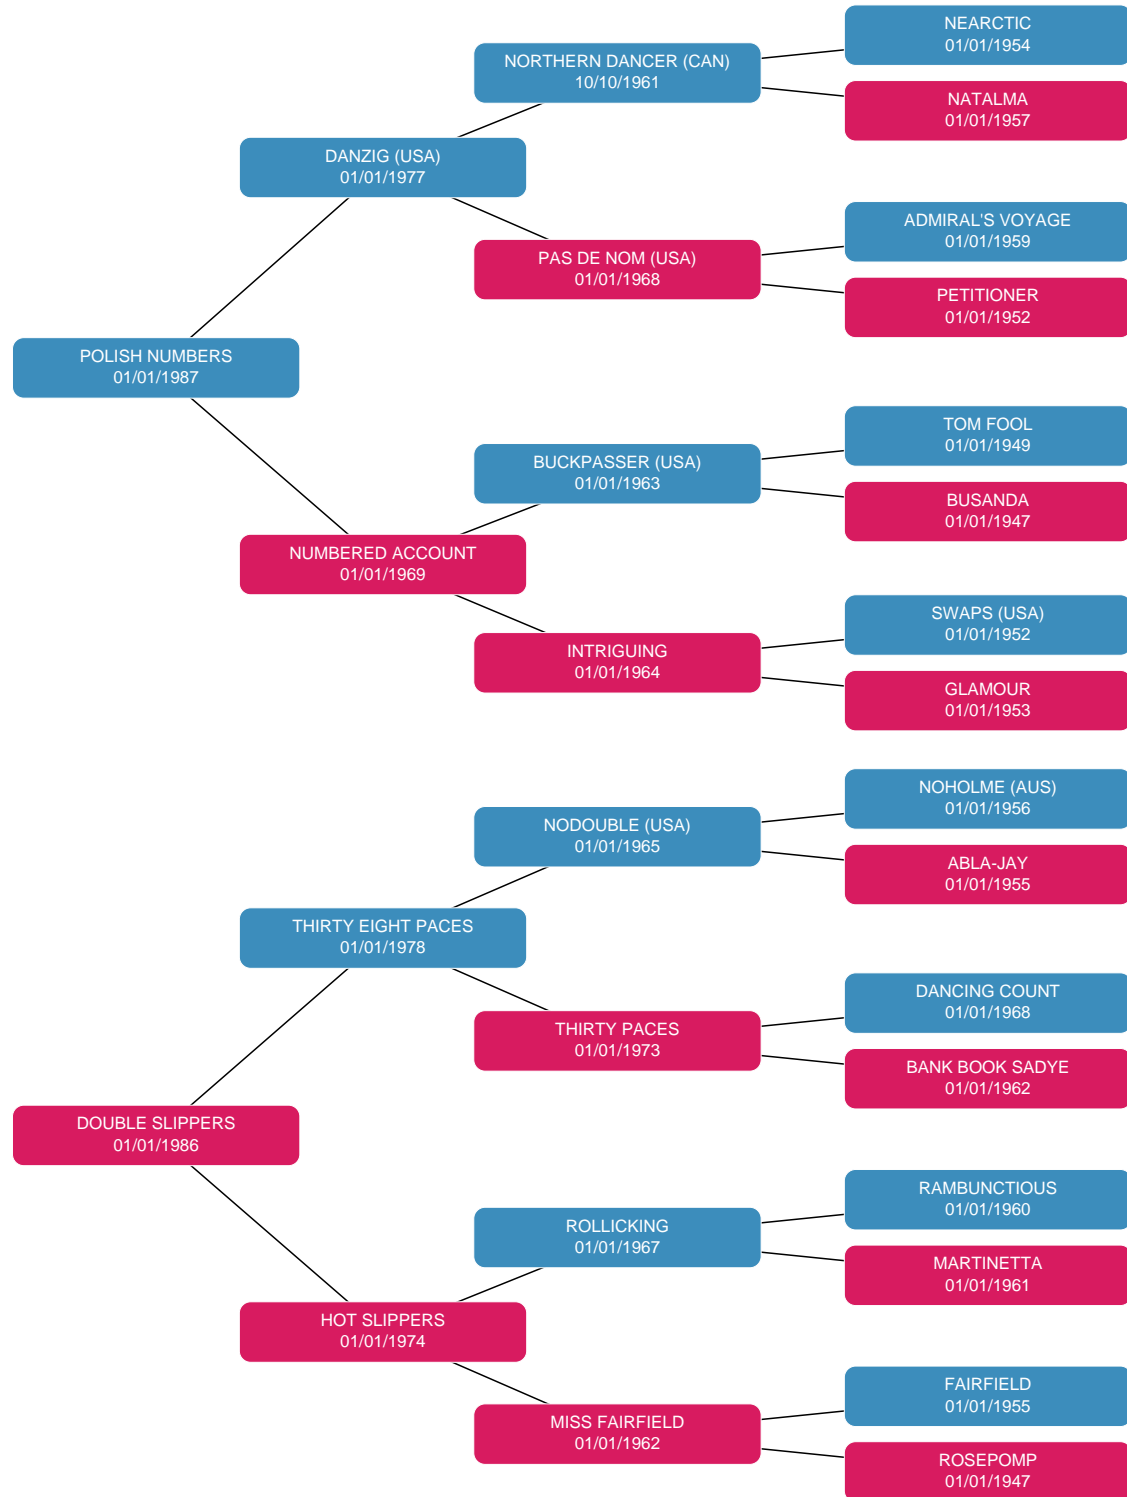 NEARCTIC
01/01/1954
NORTHERN DANCER (CAN)
10/10/1961
NATALMA
01/01/1957
DANZIG (USA)
01/01/1977
ADMIRAL'S VOYAGE
01/01/1959
PAS DE NOM (USA)
01/01/1968
PETITIONER
01/01/1952
POLISH NUMBERS
01/01/1987
TOM FOOL
01/01/1949
BUCKPASSER (USA)
01/01/1963
BUSANDA
01/01/1947
NUMBERED ACCOUNT
01/01/1969
SWAPS (USA)
01/01/1952
INTRIGUING
01/01/1964
GLAMOUR
01/01/1953
NOHOLME (AUS)
01/01/1956
NODOUBLE (USA)
01/01/1965
ABLA-JAY
01/01/1955
THIRTY EIGHT PACES
01/01/1978
DANCING COUNT
01/01/1968
THIRTY PACES
01/01/1973
BANK BOOK SADYE
01/01/1962
DOUBLE SLIPPERS
01/01/1986
RAMBUNCTIOUS
01/01/1960
ROLLICKING
01/01/1967
MARTINETTA
01/01/1961
HOT SLIPPERS
01/01/1974
FAIRFIELD
01/01/1955
MISS FAIRFIELD
01/01/1962
ROSEPOMP
01/01/1947